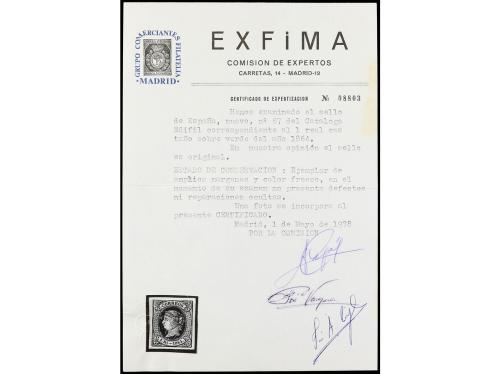 GRUPO COMERCIANTES FILATELIA
MADRID
EXFiMA
COMISION DE EXPERTOS
CARRETAS, 14 - MADRID-12
CERTIFICADO DE EXPERTIZACION Nº 08803
Hemos examinado el sello
de España, nuevo, nº 67 del Catálogo
Edifil correspondiente al 1 real cas
taño sobre verde del año 1864.
En nuestra opinión el sello
es original.
ESTADO DE CONSERVACION : Ejemplar de
amplios margenes y color fresco, en el
momento de su examen no presenta defectos
ni reparaciones ocultas.
Una foto se incorpora al
presente CERTIFICADO.
Madrid, 1 de Mayo de 1978
POR LA COMISION